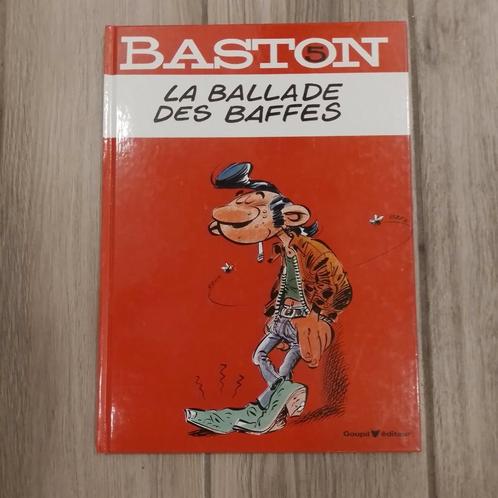 BASTON
5
LA BALLADE
DES BAFFES
Goupil éditeur